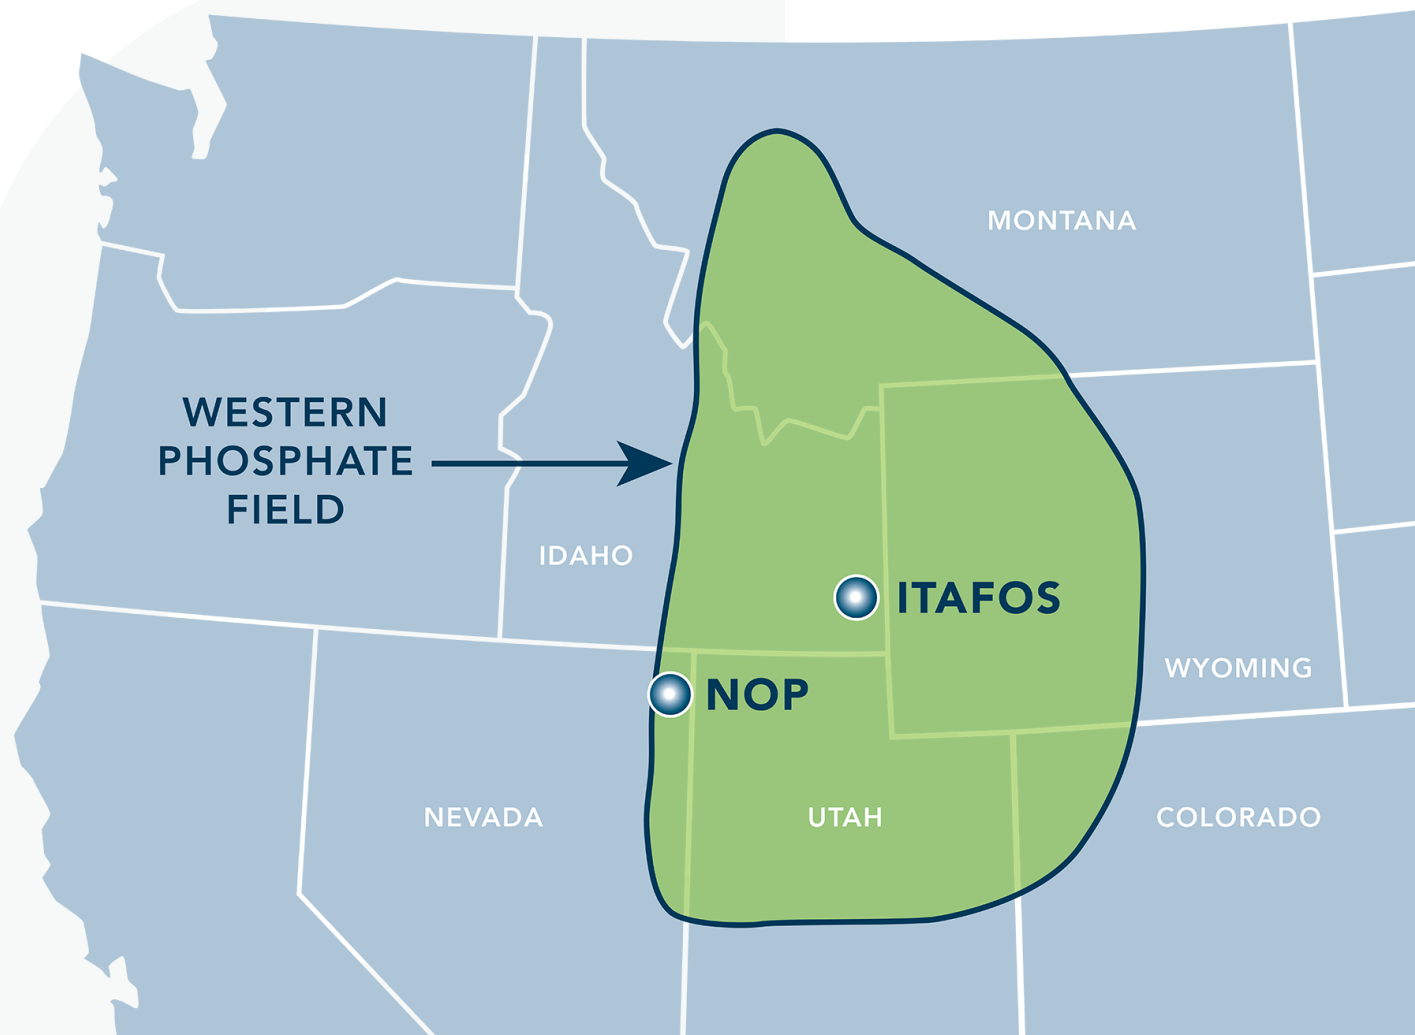 MONTANA
WESTERN
PHOSPHATE
FIELD
IDAHO
ITAFOS
WYOMING
NOP
NEVADA
UTAH
COLORADO